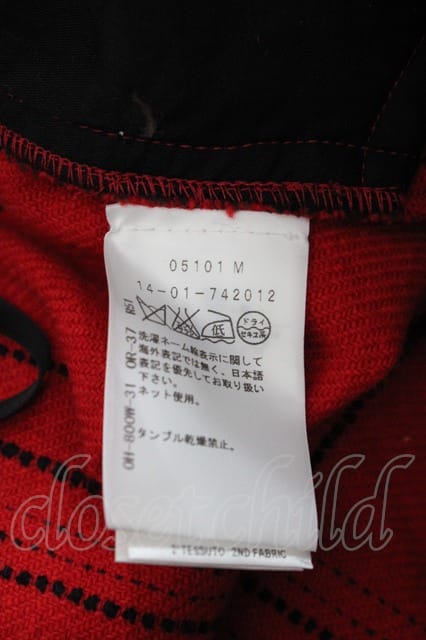 05101 M
14-01-742012
低
ドライ
セキユ系
洗濯ネーム絵表示に関して
海外表記では無く、日本語
表記を優先してお取り扱い
下さい。
ネット使用。
タンブル乾燥禁止。
closetchild
TESSUTO 2ND FABRIC